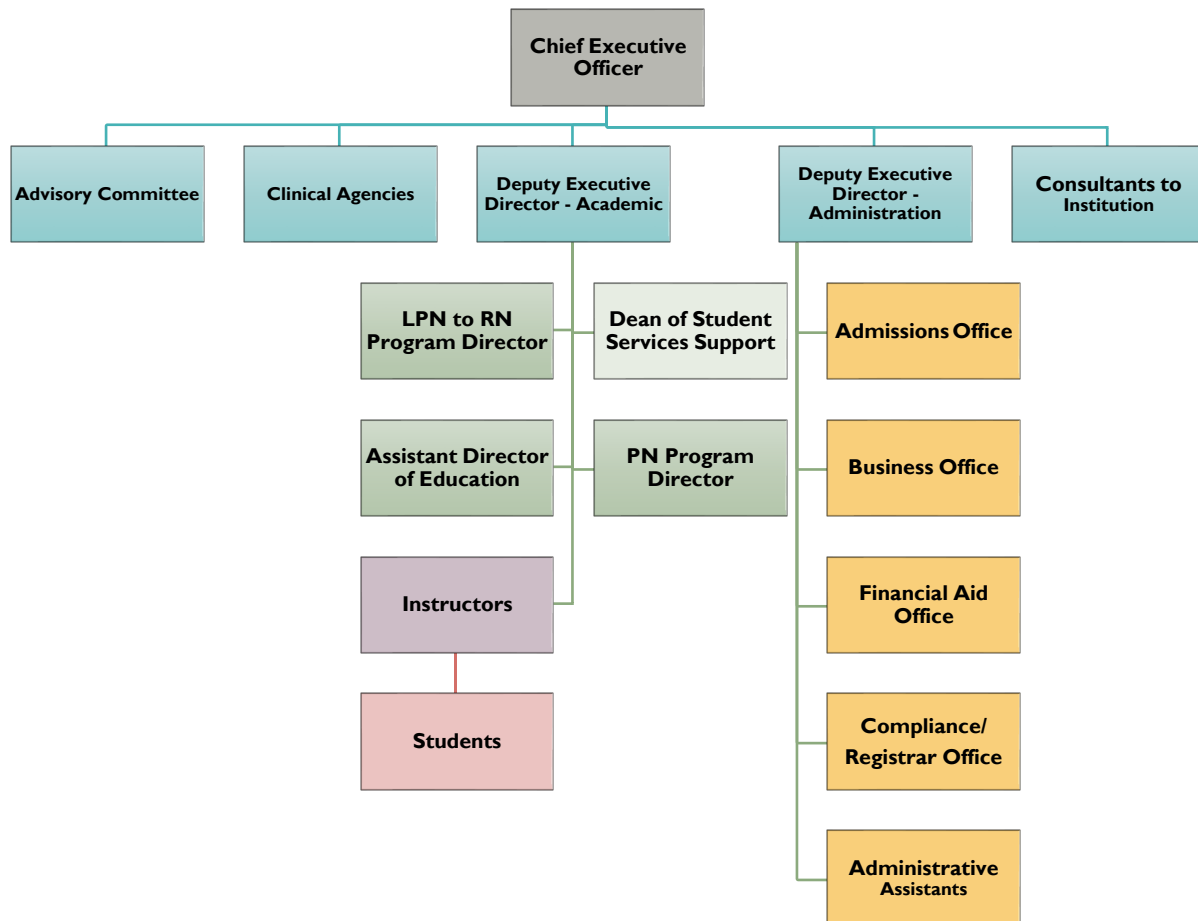 Chief Executive
Officer
Advisory Committee
Clinical Agencies
Deputy Executive
Director - Academic
Deputy Executive
Director -
Administration
Consultants to
Institution
LPN to RN
Program Director
Dean of Student
Services Support
Admissions Office
Assistant Director
of Education
PN Program
Director
Business Office
Instructors
Financial Aid
Office
Students
Compliance/
Registrar Office
Administrative
Assistants